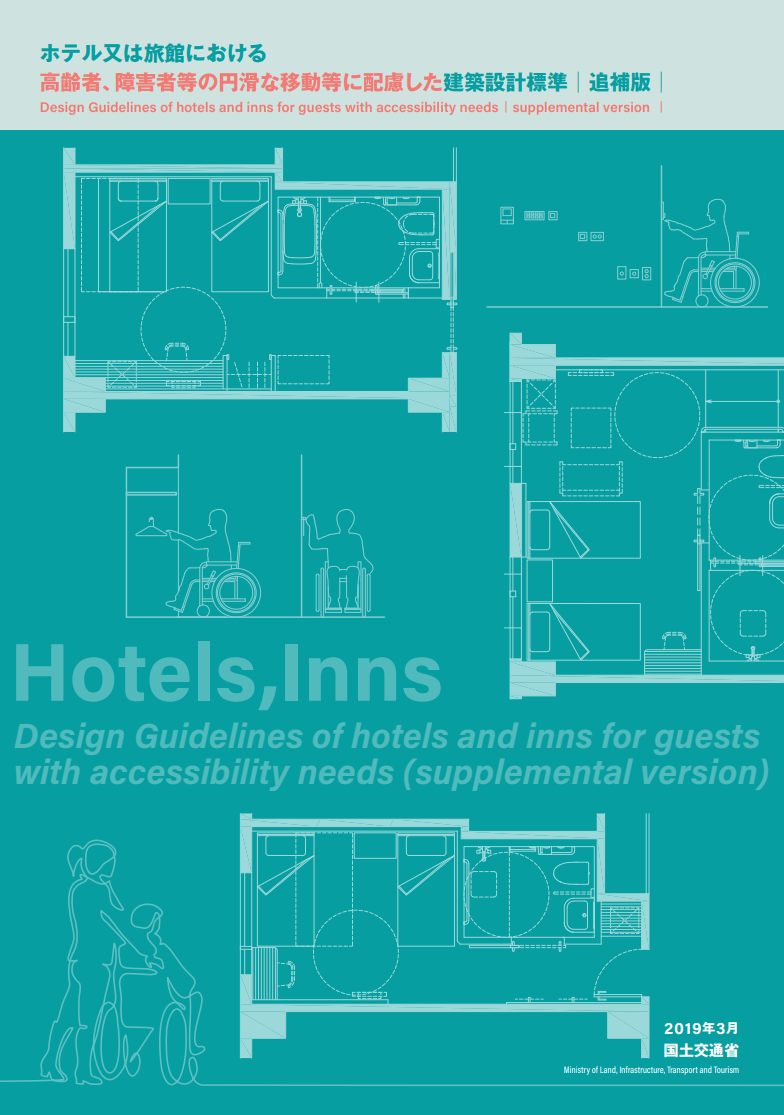 ホテル又は旅館における
高齢者、障害者等の円滑な移動等に配慮した建築設計標準｜追補版｜
Design Guidelines of hotels and inns for guests with accessibility needs | supplemental version |
Hotels,Inns
Design Guidelines of hotels and inns for guests
with accessibility needs (supplemental version)
2019年3月
国土交通省
Ministry of Land, Infrastructure, Transport and Tourism